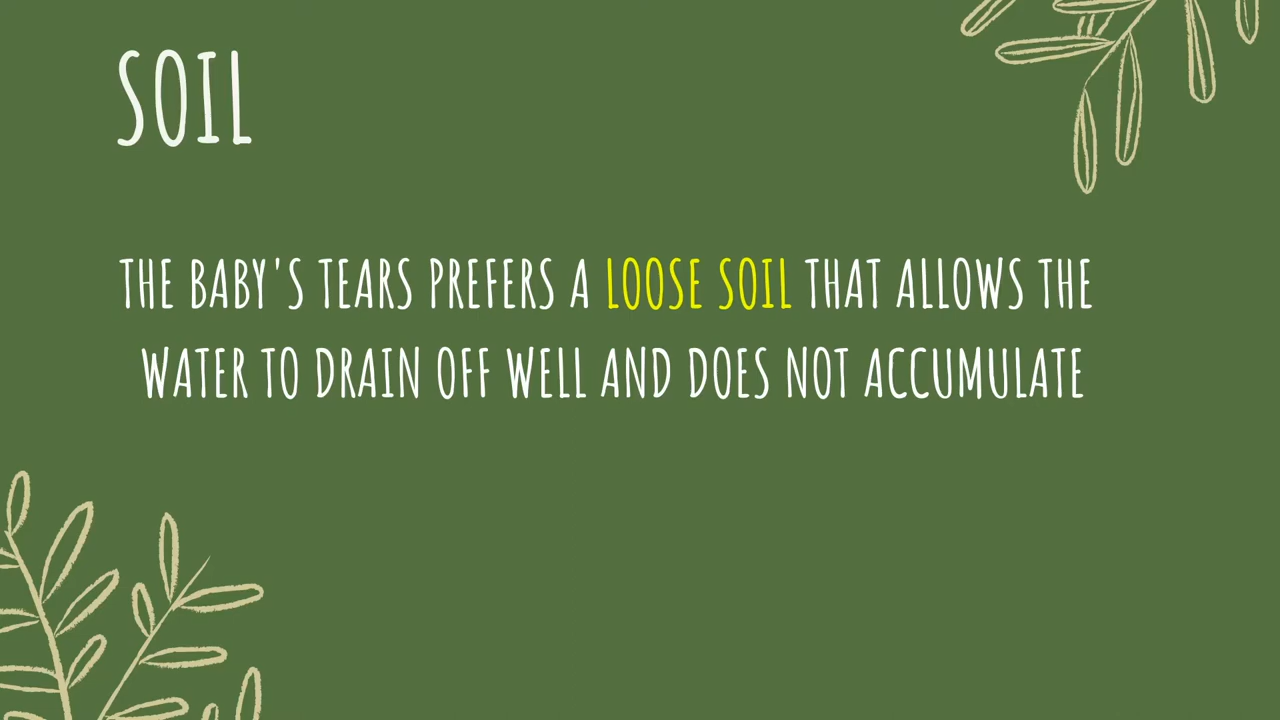 SOIL
THE BABY'S TEARS PREFERS A LOOSE SOIL THAT ALLOWS THE
WATER TO DRAIN OFF WELL AND DOES NOT ACCUMULATE